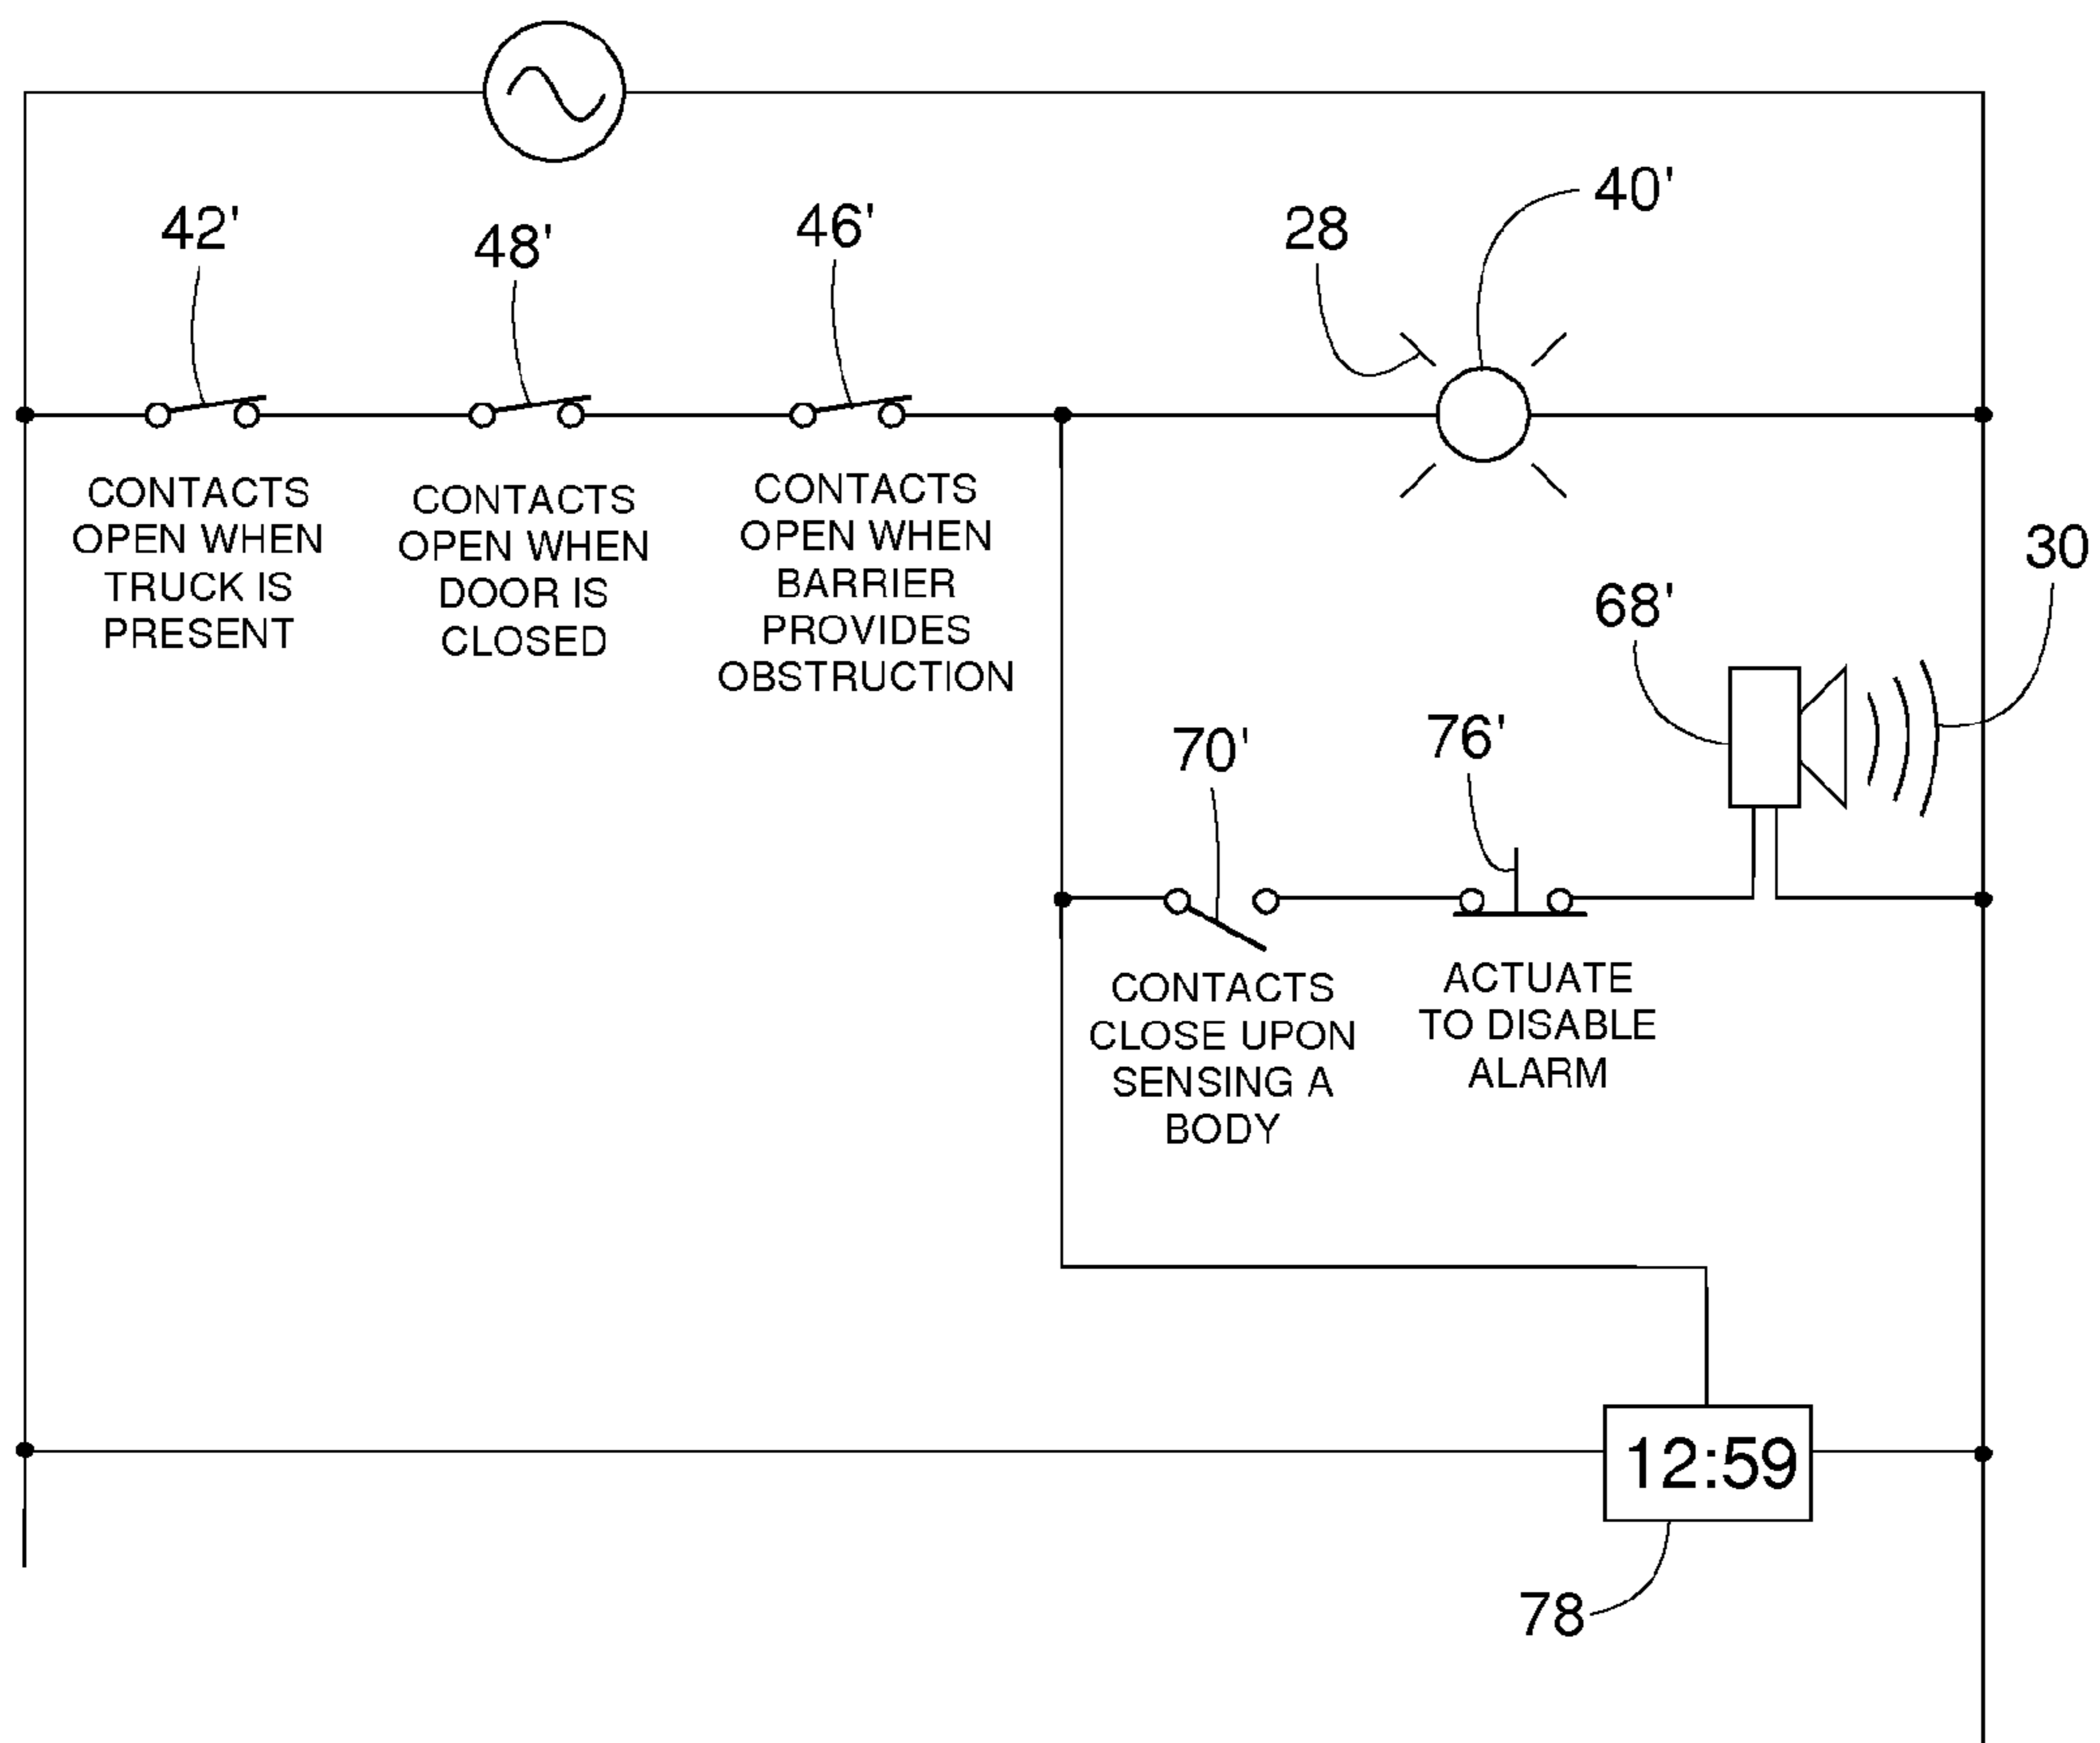 40'
28
42'
48'
46'
CONTACTS
OPEN WHEN
TRUCK IS
PRESENT
CONTACTS
OPEN WHEN
DOOR IS
CLOSED
CONTACTS
OPEN WHEN
BARRIER
PROVIDES
OBSTRUCTION
30
68'
70'
76'
CONTACTS
CLOSE UPON
SENSING A
BODY
ACTUATE
TO DISABLE
ALARM
12:59
78